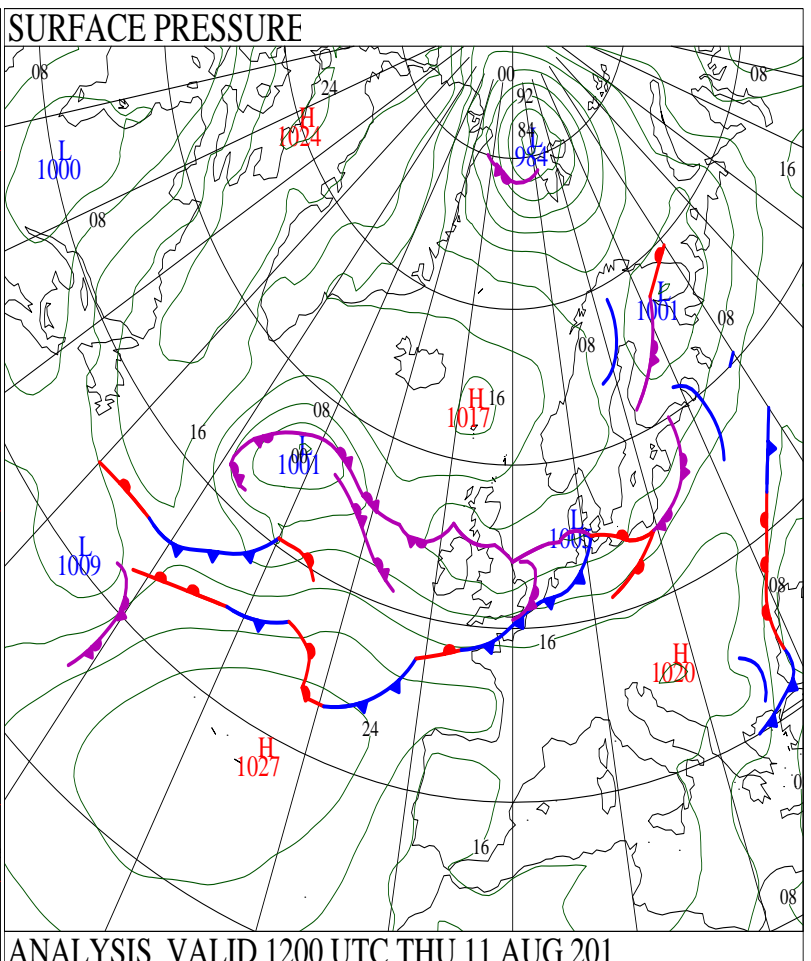 SURFACE PRESSURE
08
00
08
24
92
H
1024
84
L
984
L
1000
16
08
L
1001
08
08
H
1017
16
08
16
L
1001
L
L
1009
08
16
H
1020
24
H
1027
16
08
ANALYSIS VALID 1200 UTC THU 11 AUG 201